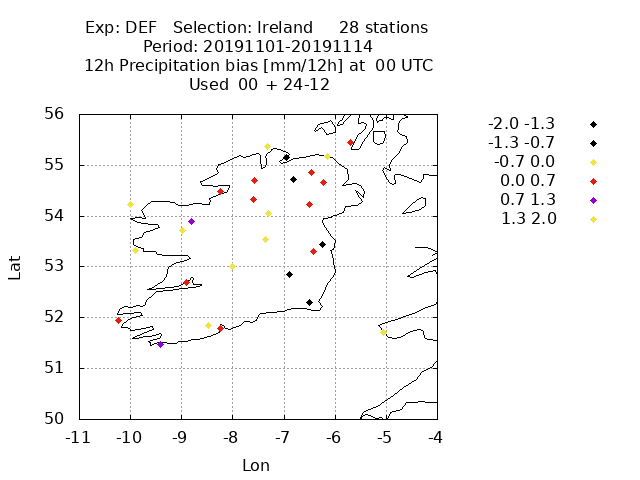 Exp: DEF Selection: Ireland 28 stations
Period: 20191101-20191114
12h Precipitation bias [mm/12h] at 00 UTC
Used 00 + 24-12
-2.0 -1.3
-1.3 -0.7
-0.7 0.0
0.0 0.7
0.7 1.3
1.3 2.0
56
55
54
53
52
51
50
Lat
-11 -10 -9 -8 -7 -6 -5 -4
Lon